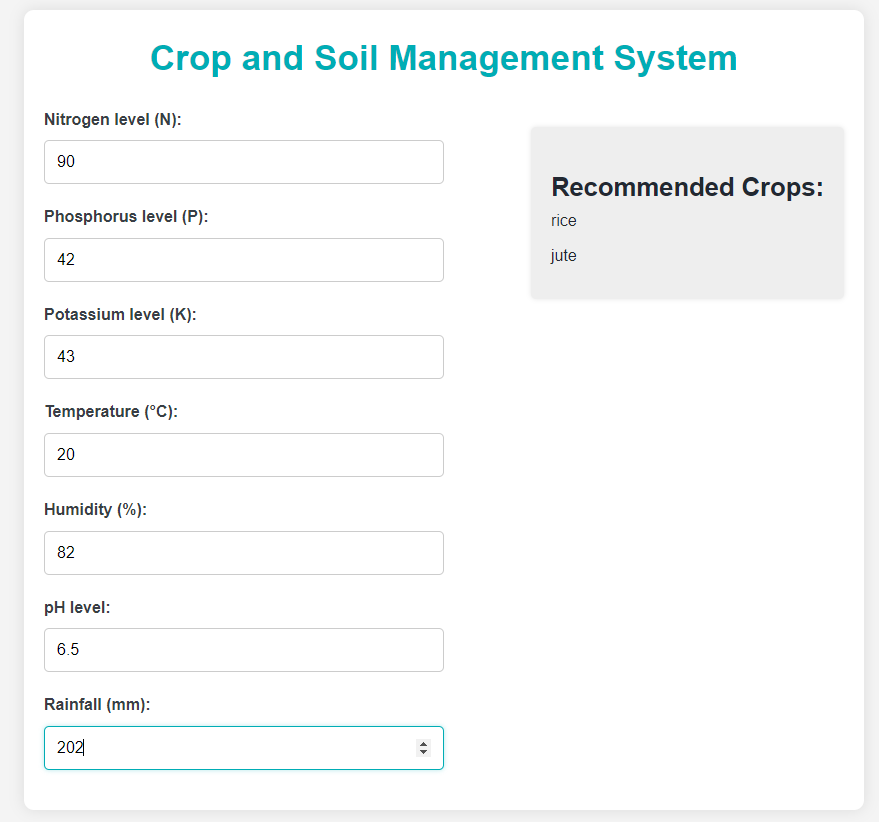 Crop and Soil Management System
Nitrogen level (N):
90
Phosphorus level (P):
42
Potassium level (K):
43
Temperature (°C):
20
Humidity (%):
82
pH level:
6.5
Rainfall (mm):
202
Recommended Crops:
rice
jute